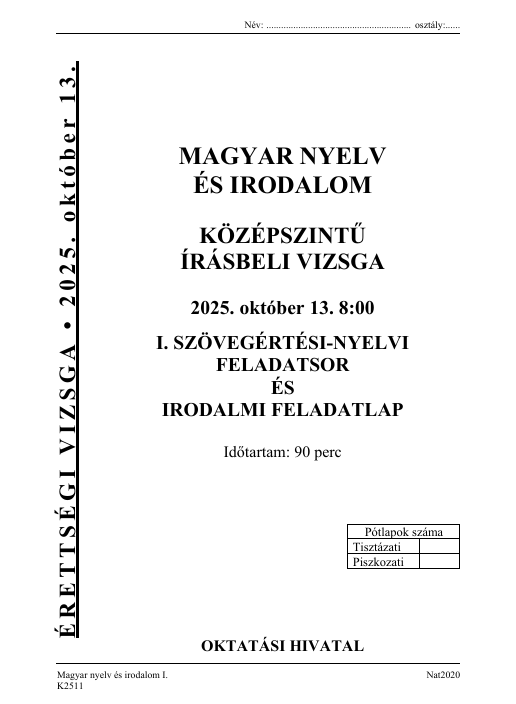 Név: ........................................................... osztály:......
ÉRETTSÉGI VIZSGA • 2025. október 13.
MAGYAR NYELV
ÉS IRODALOM
KÖZÉPSZINTŰ
ÍRÁSBELI VIZSGA
2025. október 13. 8:00
I. SZÖVEGÉRTÉSI-NYELVI
FELADATSOR
ÉS
IRODALMI FELADATLAP
Időtartam: 90 perc
Pótlapok száma
Tisztázati
Piszkozati
OKTATÁSI HIVATAL
Magyar nyelv és irodalom I.
Nat2020
K2511